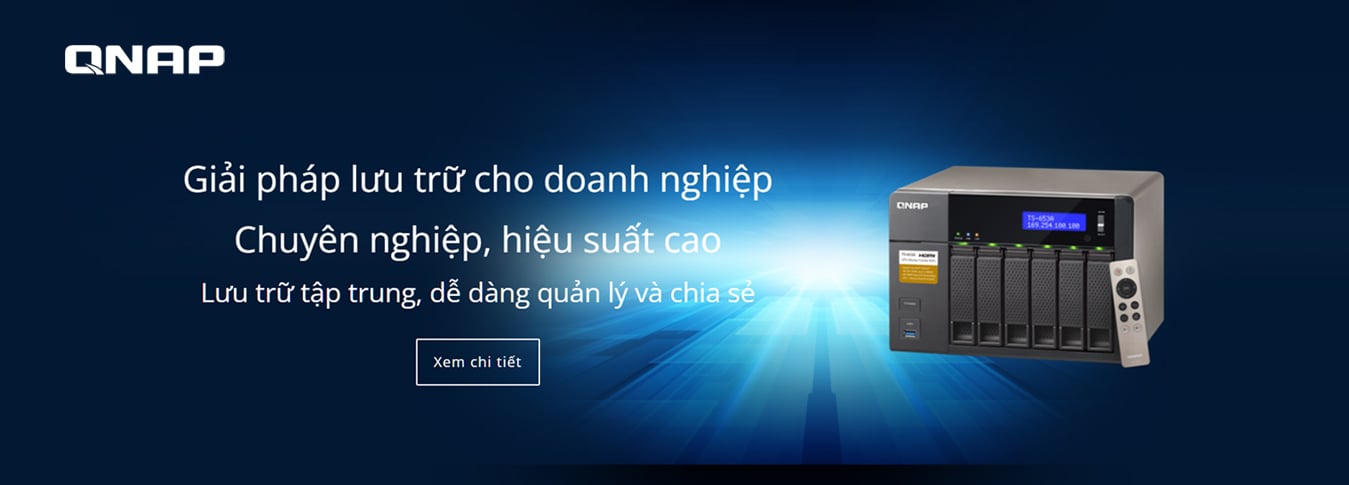 QNAP
Giải pháp lưu trữ cho doanh nghiệp
Chuyên nghiệp, hiệu suất cao
Lưu trữ tập trung, dễ dàng quản lý và chia sẻ
Xem chi tiết
QNAP
TS-653A
169.254.100.100
HDMI